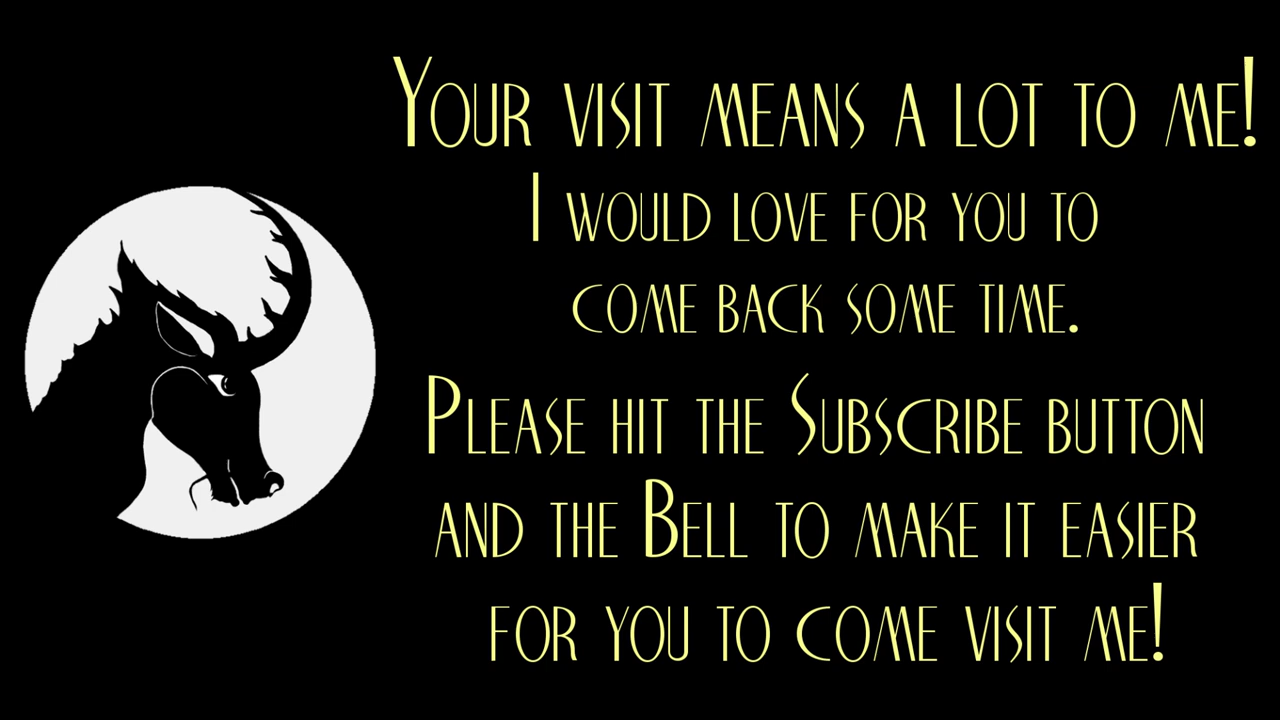 Your visit means a lot to me!
I would love for you to
come back some time.
Please hit the Subscribe button
and the Bell to make it easier
for you to come visit me!